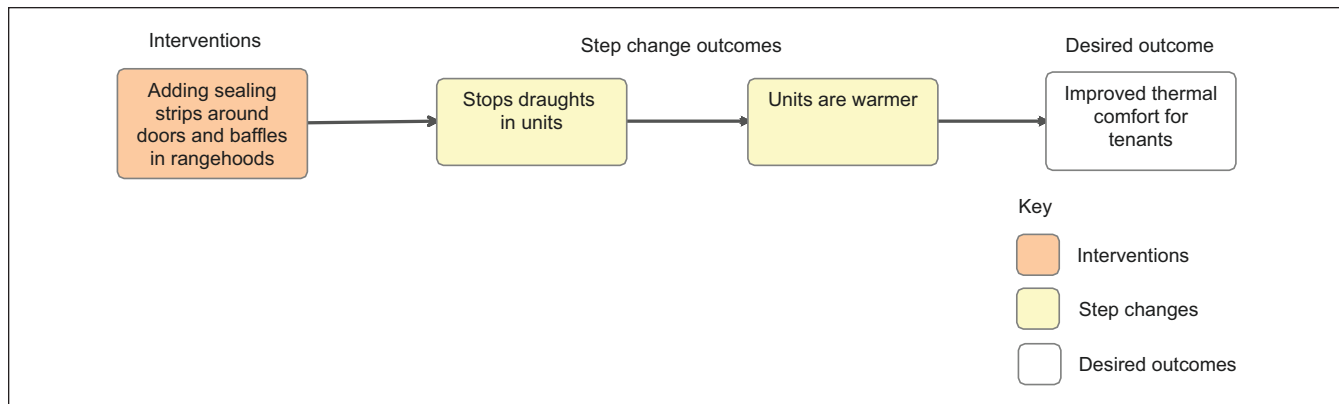 Interventions
Step change outcomes
Desired outcome
Adding sealing
strips around
doors and baffles
in rangehoods
Stops draughts
in units
Units are warmer
Improved thermal
comfort for
tenants
Key
Interventions
Step changes
Desired outcomes